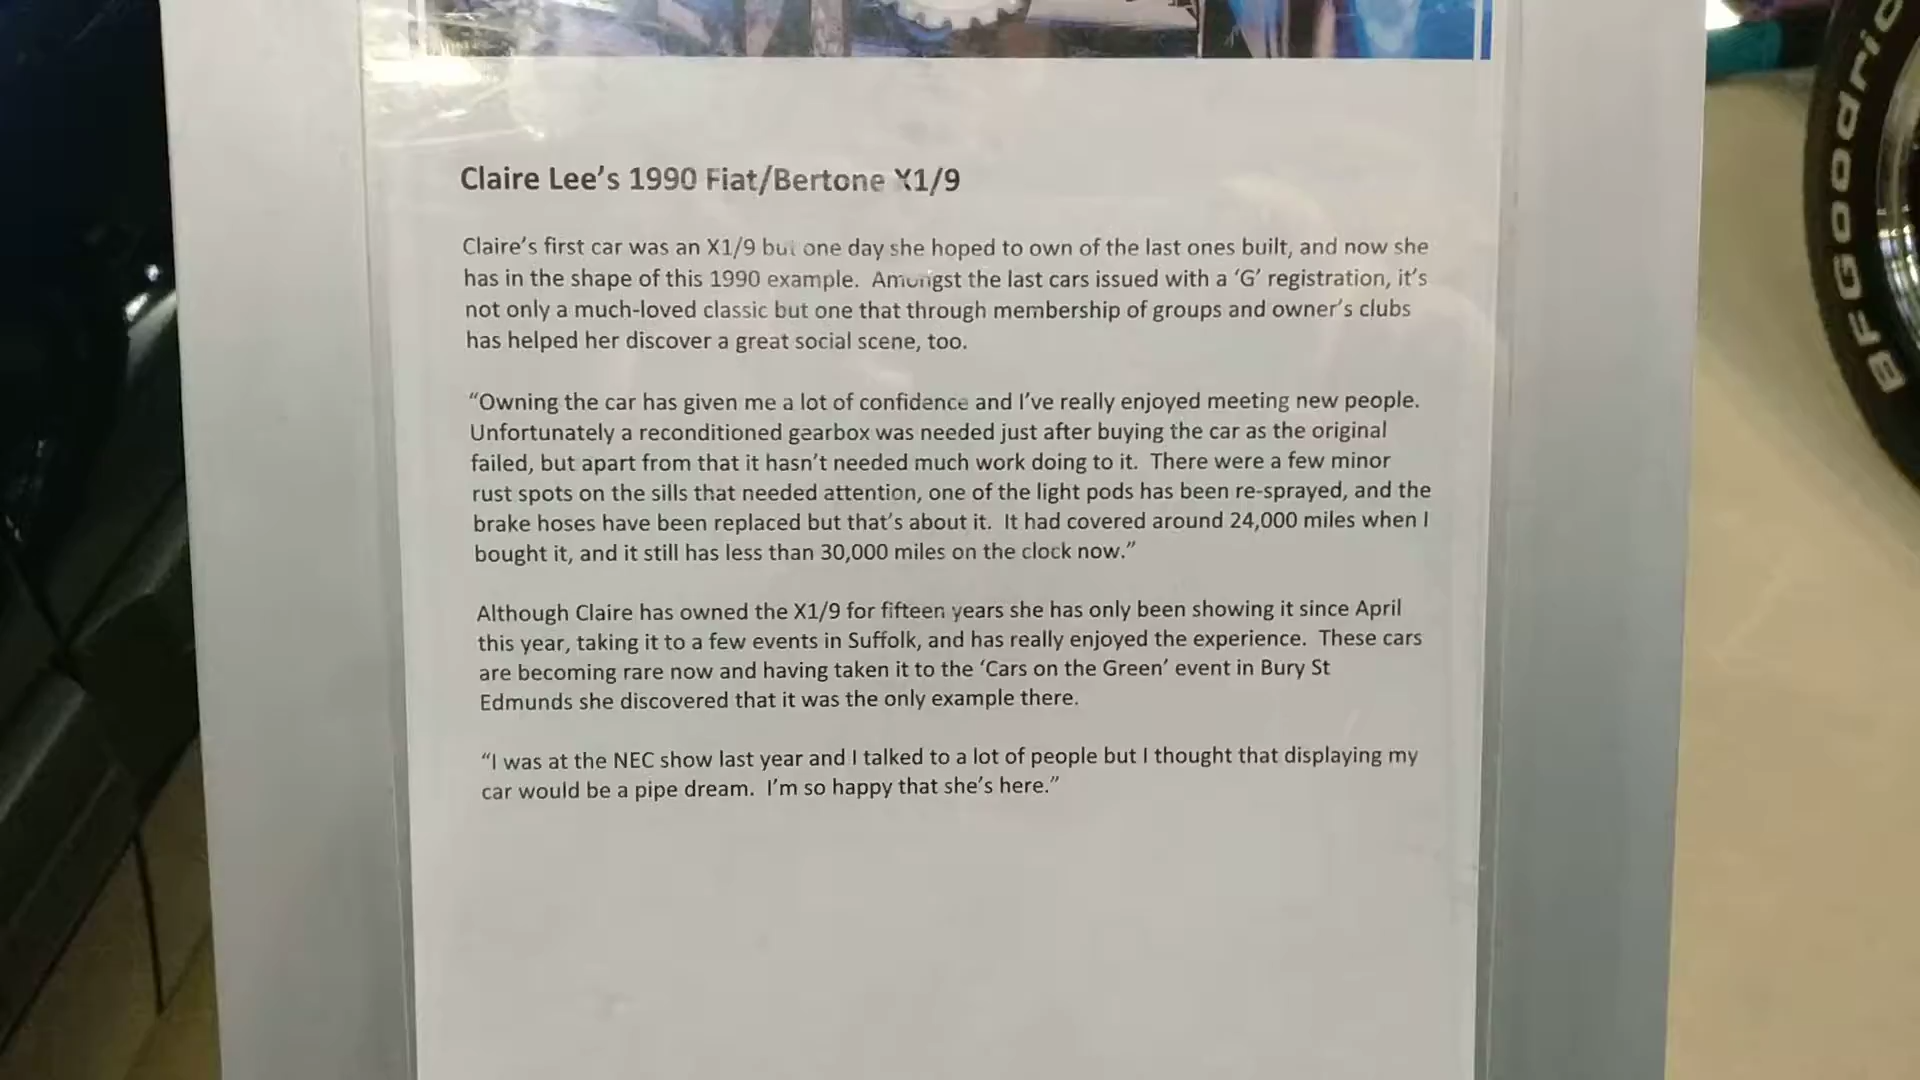 Claire Lee's 1990 Fiat/Bertone X1/9
Claire's first car was an X1/9 but one day she hoped to own of the last ones built, and now she
has in the shape of this 1990 example.  Amongst the last cars issued with a 'G' registration, it's
not only a much-loved classic but one that through membership of groups and owner's clubs
has helped her discover a great social scene, too.
"Owning the car has given me a lot of confidence and I've really enjoyed meeting new people.
Unfortunately a reconditioned gearbox was needed just after buying the car as the original
failed, but apart from that it hasn't needed much work doing to it.  There were a few minor
rust spots on the sills that needed attention, one of the light pods has been re-sprayed, and the
brake hoses have been replaced but that's about it.  It had covered around 24,000 miles when I
bought it, and it still has less than 30,000 miles on the clock now."
Although Claire has owned the X1/9 for fifteen years she has only been showing it since April
this year, taking it to a few events in Suffolk, and has really enjoyed the experience.  These cars
are becoming rare now and having taken it to the 'Cars on the Green' event in Bury St
Edmunds she discovered that it was the only example there.
"I was at the NEC show last year and I talked to a lot of people but I thought that displaying my
car would be a pipe dream.  I'm so happy that she's here."
BFGoodric